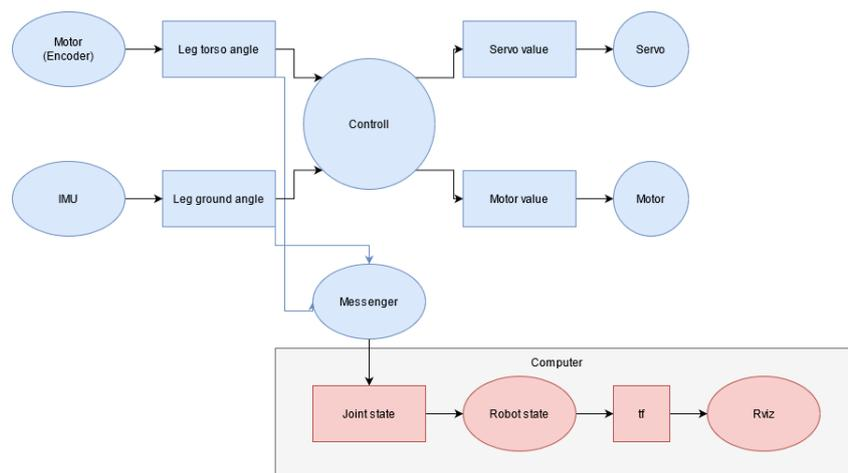 Motor
(Encoder)
Leg torso angle
Servo value
Servo
Controll
IMU
Leg ground angle
Motor value
Motor
Messenger
Computer
Joint state
Robot state
tf
Rviz